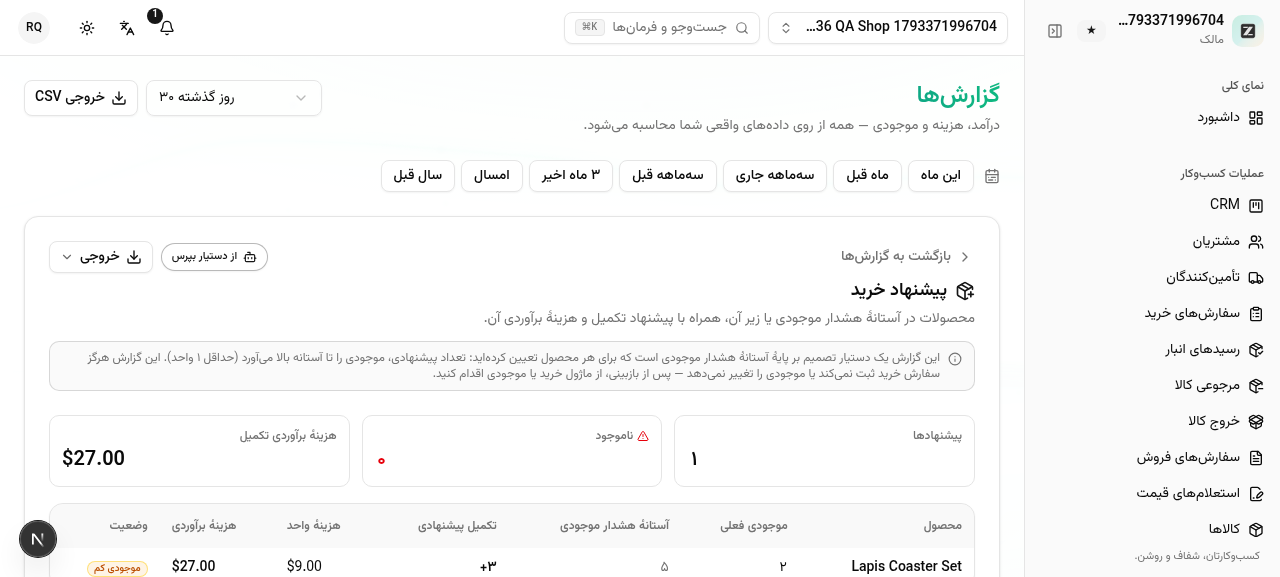 …793371996704
مالک
★
نمای کلی
داشبورد
عملیات کسب‌وکار
CRM
مشتریان
تأمین‌کنندگان
سفارش‌های خرید
رسیدهای انبار
مرجوعی کالا
خروج کالا
سفارش‌های فروش
استعلام‌های قیمت
کالاها
کسب‌وکارتان، شفاف و روشن.
…36 QA Shop 1793371996704
جست‌وجو و فرمان‌ها
⌘K
1
RQ
گزارش‌ها
درآمد، هزینه و موجودی — همه از روی داده‌های واقعی شما محاسبه می‌شود.
۳۰ روز گذشته
خروجی CSV
این ماه
ماه قبل
سه‌ماهه جاری
سه‌ماهه قبل
۳ ماه اخیر
امسال
سال قبل
بازگشت به گزارش‌ها
از دستیار بپرس
خروجی
پیشنهاد خرید
محصولات در آستانهٔ هشدار موجودی یا زیر آن، همراه با پیشنهاد تکمیل و هزینهٔ برآوردی آن.
این گزارش یک دستیار تصمیم بر پایهٔ آستانهٔ هشدار موجودی است که برای هر محصول تعیین کرده‌اید: تعداد پیشنهادی، موجودی را تا آستانه بالا می‌آورد (حداقل ۱ واحد). این گزارش هرگز
سفارش خرید ثبت نمی‌کند یا موجودی را تغییر نمی‌دهد — پس از بازبینی، از ماژول خرید یا موجودی اقدام کنید.
پیشنهادها
۱
ناموجود
۰
هزینهٔ برآوردی تکمیل
$27.00
محصول
موجودی فعلی
آستانهٔ هشدار موجودی
تکمیل پیشنهادی
هزینهٔ واحد
هزینهٔ برآوردی
وضعیت
Lapis Coaster Set
۲
۵
+۳
$9.00
$27.00
موجودی کم
N